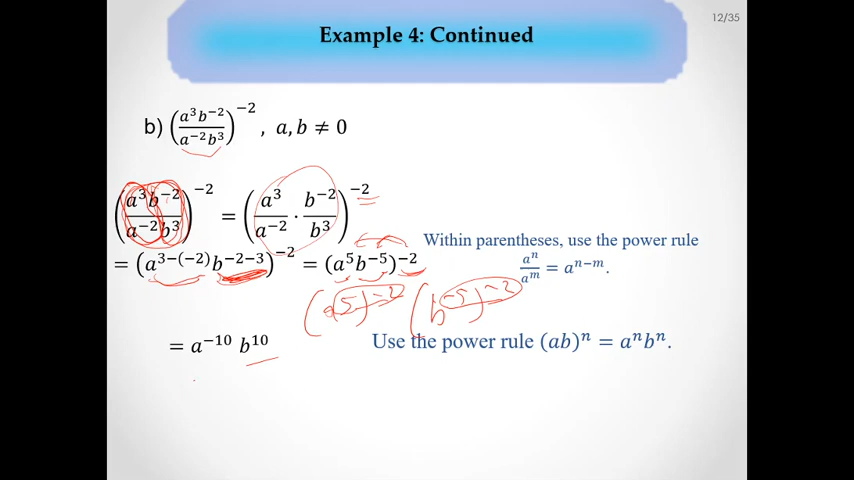 12/35
Example 4: Continued
b) (a³b⁻²/a⁻²b³)⁻², a, b ≠ 0
(a³b⁻²/a⁻²b³)⁻² = (a³/a⁻² · b⁻²/b³)⁻²
Within parentheses, use the power rule
= (a³⁻⁽⁻²⁾b⁻²⁻³)⁻² = (a⁵b⁻⁵)⁻²
aⁿ/aᵐ = aⁿ⁻ᵐ.
(a⁵)⁻² (b⁻⁵)⁻²
= a⁻¹⁰ b¹⁰
Use the power rule (ab)ⁿ = aⁿbⁿ.